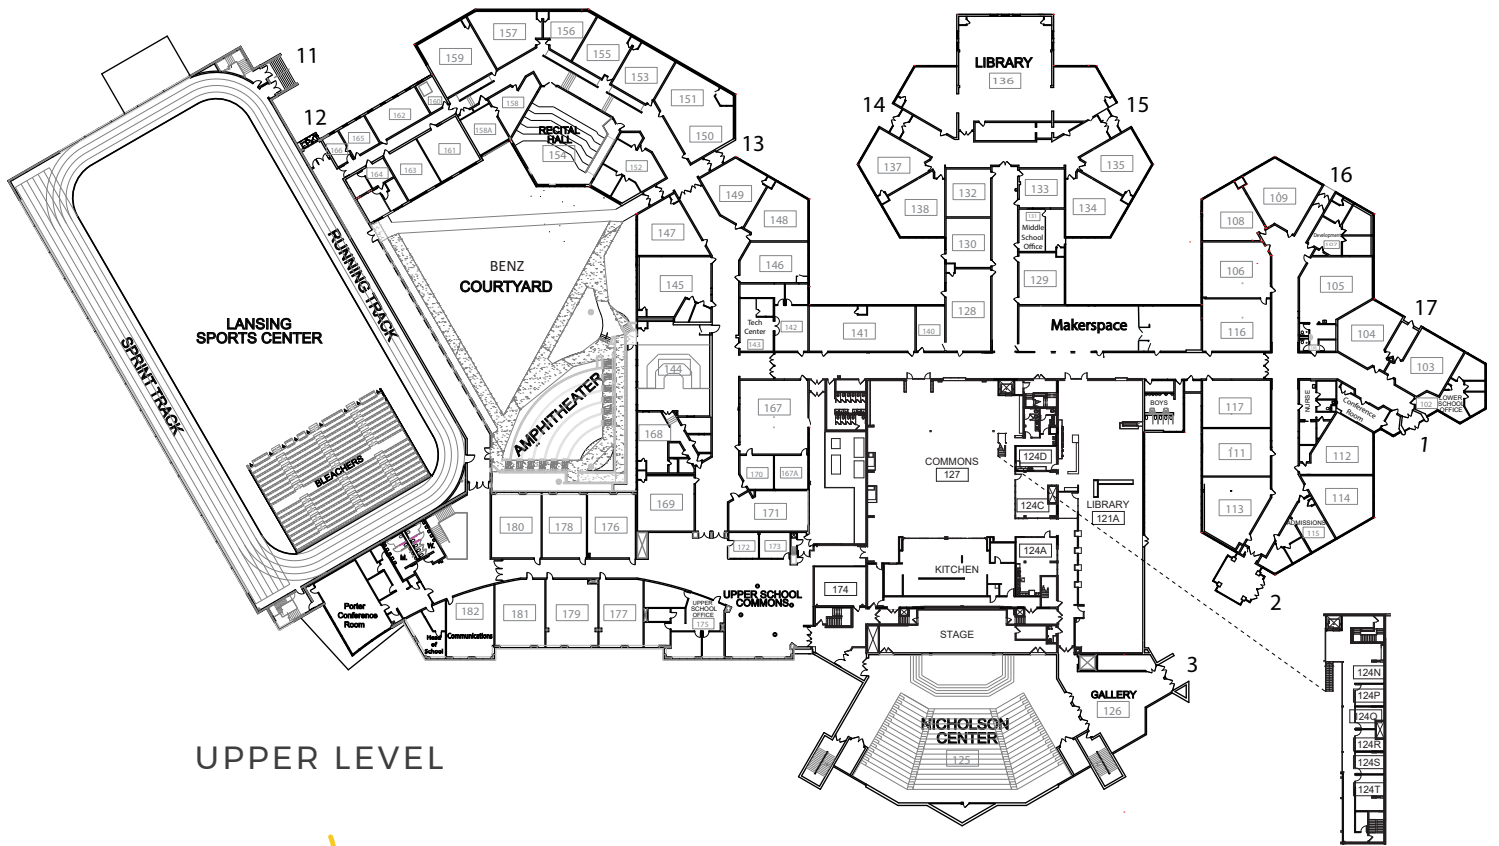 11
12
13
14
15
16
17
1
2
3
157
156
159
155
153
151
150
160
162
158
165
158A
166
161
163
164
RECITAL
HALL
154
152
149
148
147
146
145
Tech
Center
143
142
141
140
144
BENZ
COURTYARD
AMPHITHEATER
LANSING
SPORTS CENTER
RUNNING TRACK
SPRINT TRACK
BLEACHERS
LIBRARY
136
137
138
135
134
132
133
131
Middle
School
Office
130
129
128
Makerspace
109
108
106
116
Development
107
105
104
103
102
LOWER
SCHOOL
OFFICE
Conference
Room
NURSE
117
111
113
112
114
ADMISSIONS
115
BOYS
167
168
170
167A
169
171
172
173
180
178
176
COMMONS
127
124D
124C
124A
LIBRARY
121A
KITCHEN
174
STAGE
UPPER SCHOOL
COMMONS
UPPER
SCHOOL
OFFICE
175
182
Communications
181
179
177
Head
of
School
Porter
Conference
Room
M.
W.
GALLERY
126
NICHOLSON
CENTER
125
124N
124P
124Q
124R
124S
124T
UPPER LEVEL